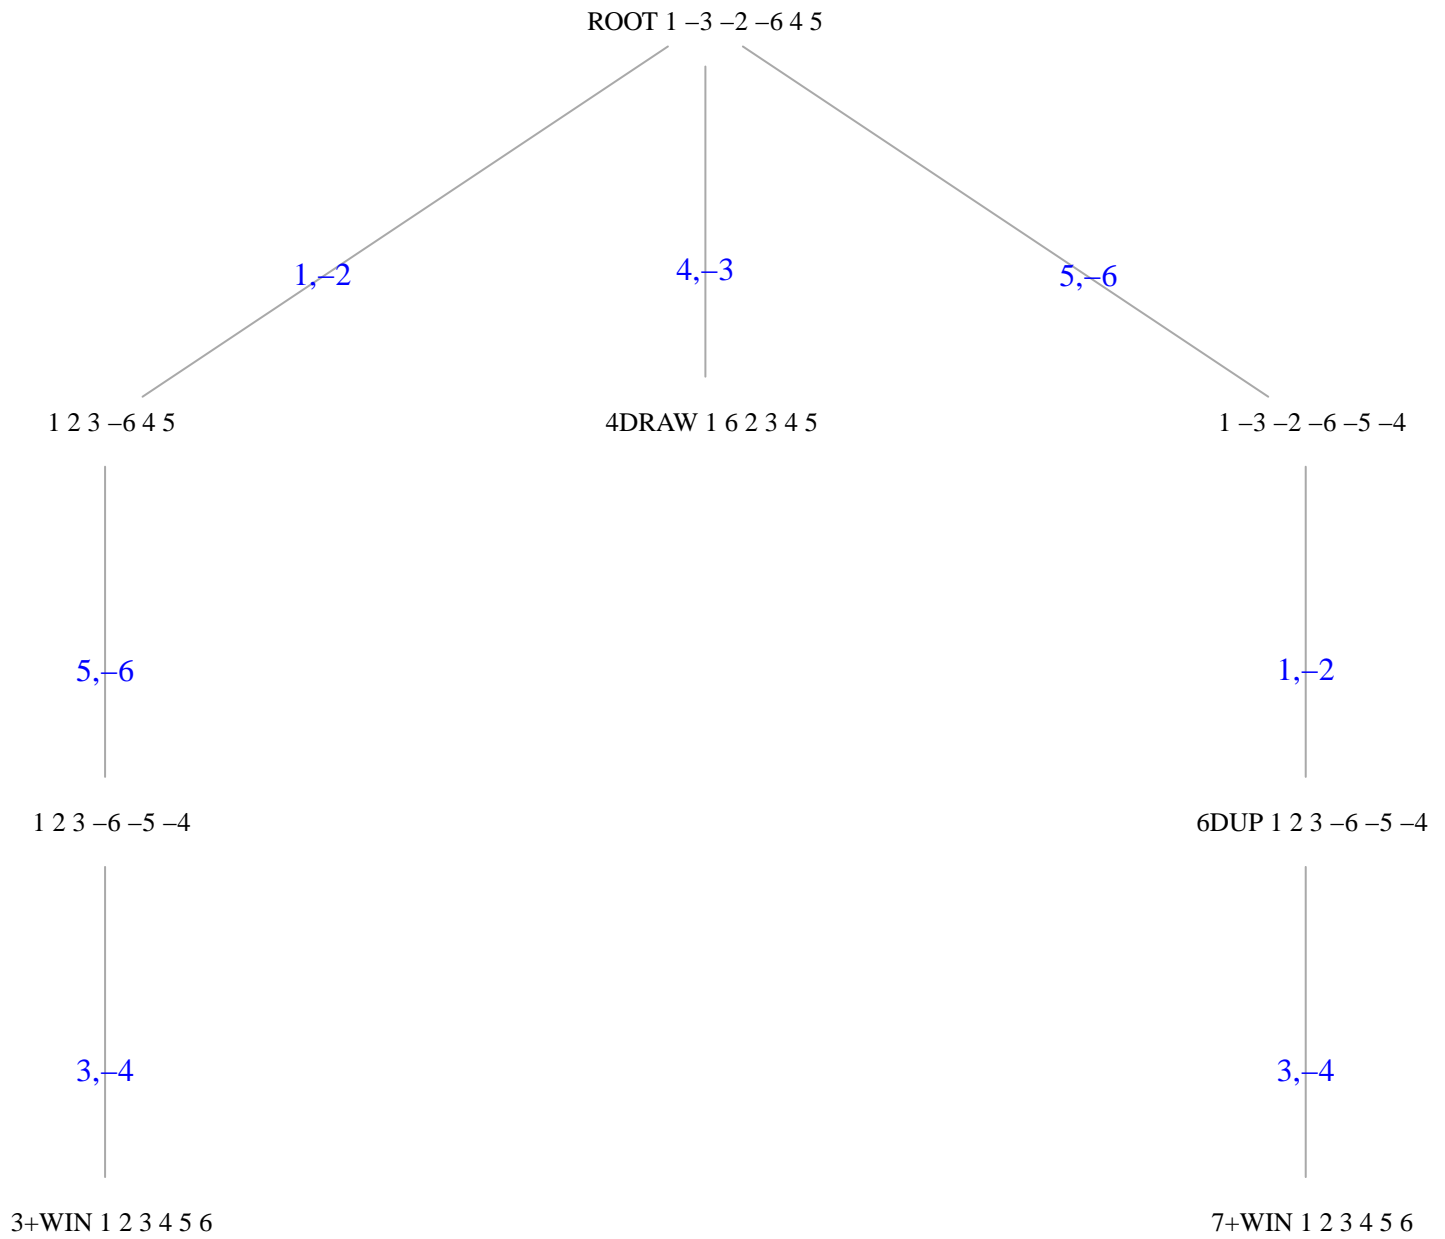 ROOT 1 –3 –2 –6 4 5
1,–2
4,–3
5,–6
1 2 3 –6 4 5
4DRAW 1 6 2 3 4 5
1 –3 –2 –6 –5 –4
5,–6
1,–2
1 2 3 –6 –5 –4
6DUP 1 2 3 –6 –5 –4
3,–4
3,–4
3+WIN 1 2 3 4 5 6
7+WIN 1 2 3 4 5 6